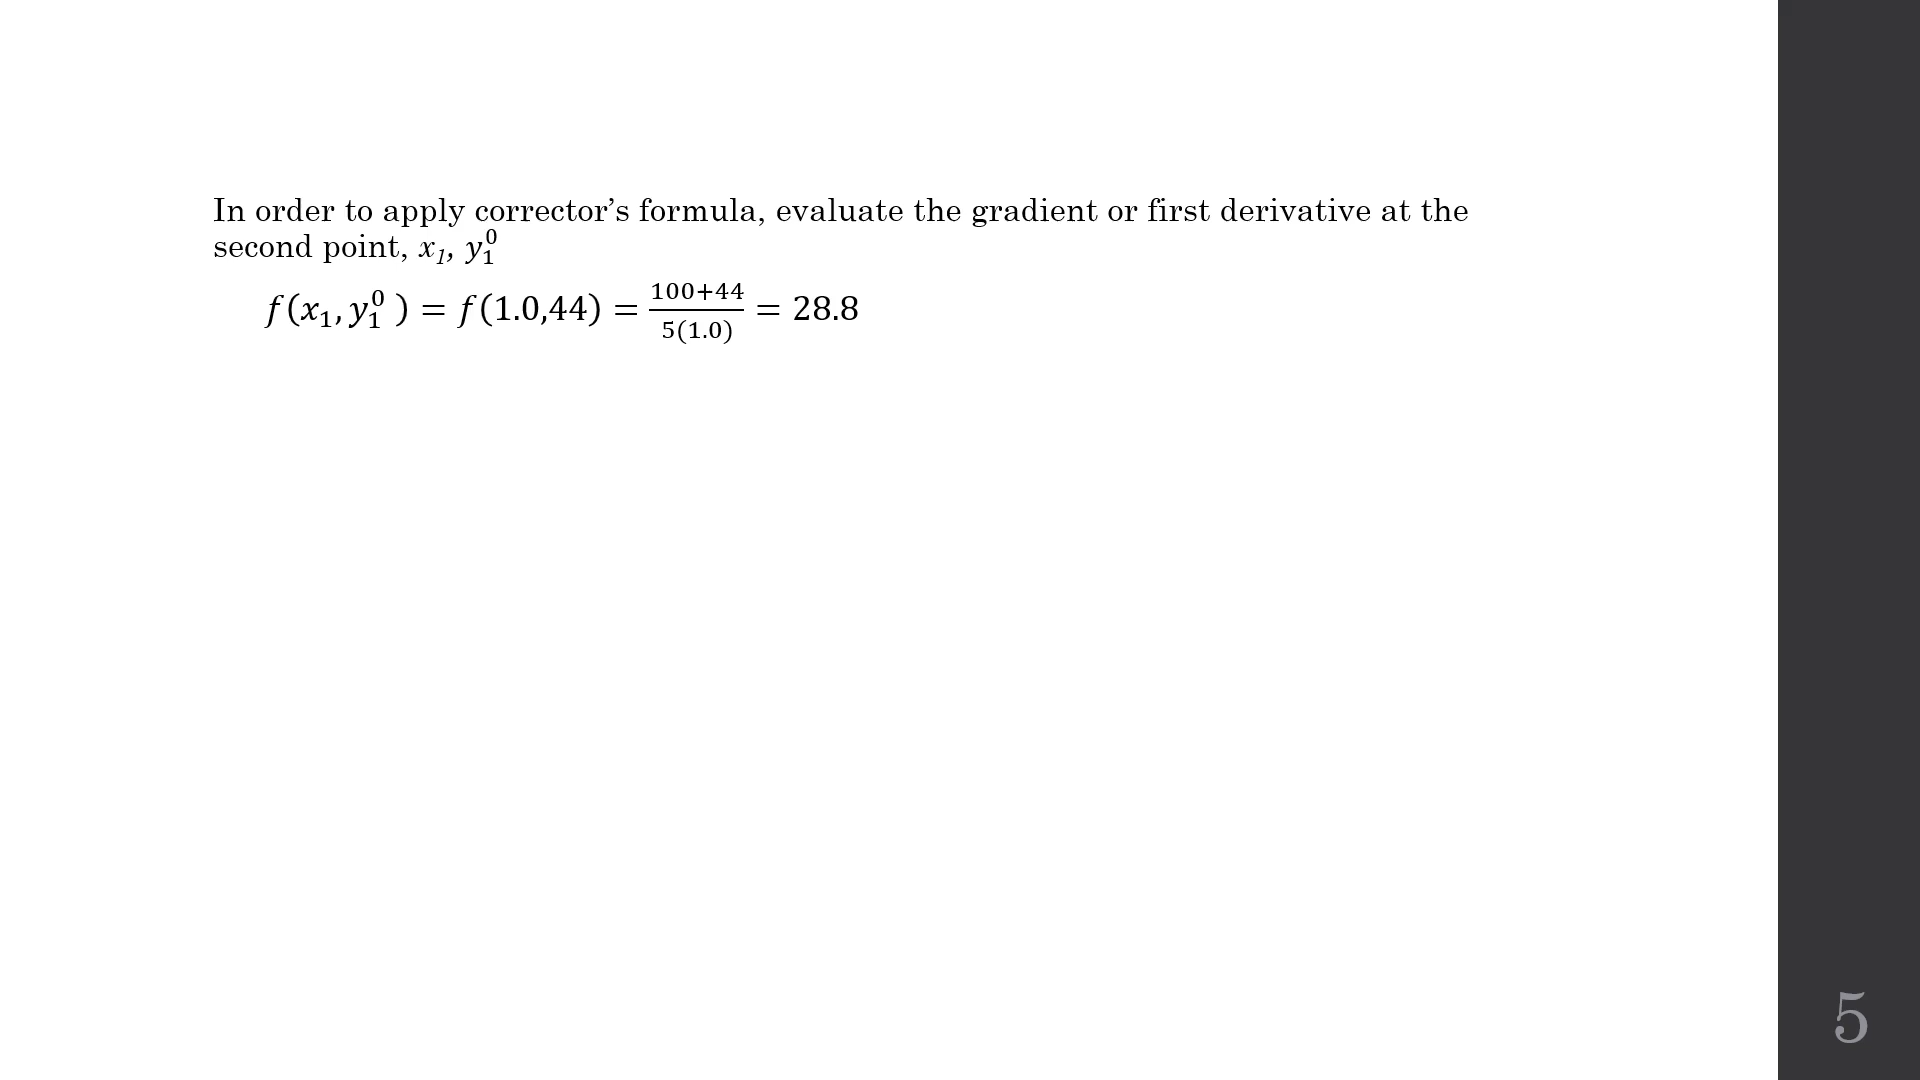 In order to apply corrector’s formula, evaluate the gradient or first derivative at the
second point, x₁, y₁⁰
f(x₁, y₁⁰ ) = f(1.0,44) = \frac{100+44}{5(1.0)} = 28.8
5